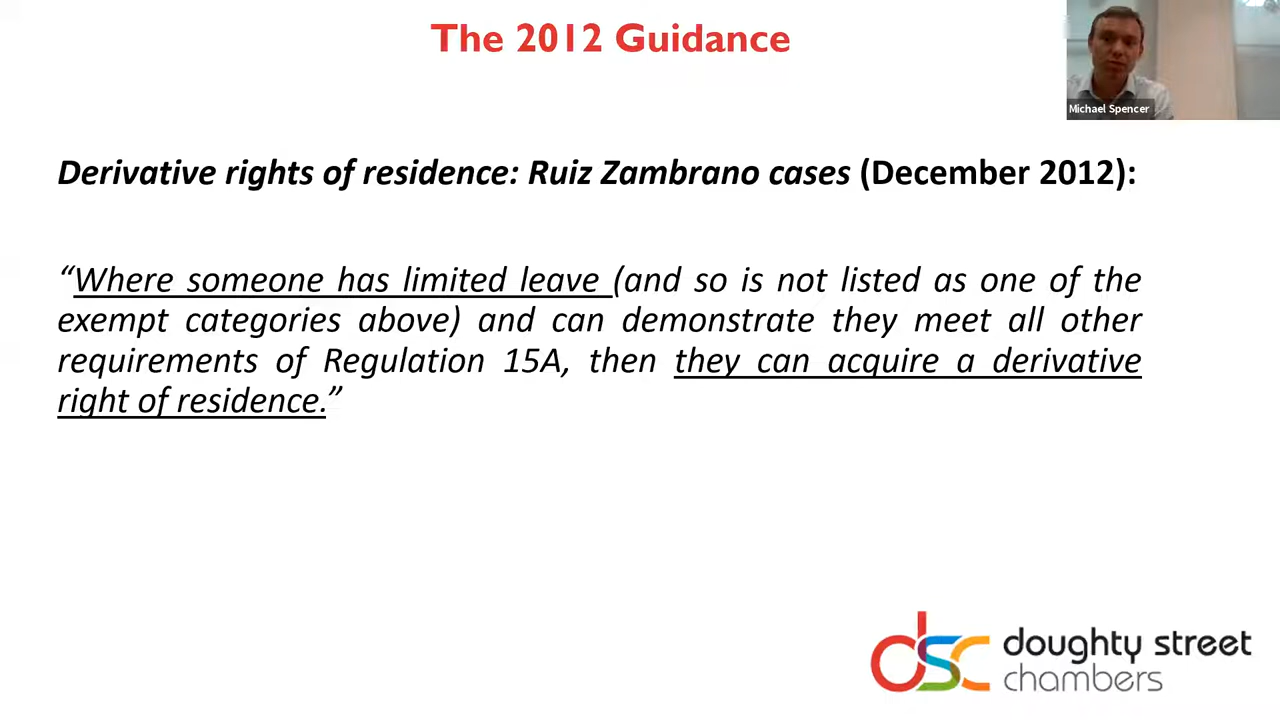 The 2012 Guidance
Michael Spencer
Derivative rights of residence: Ruiz Zambrano cases (December 2012):
“Where someone has limited leave (and so is not listed as one of the
exempt categories above) and can demonstrate they meet all other
requirements of Regulation 15A, then they can acquire a derivative
right of residence.”
dsc doughty street
chambers